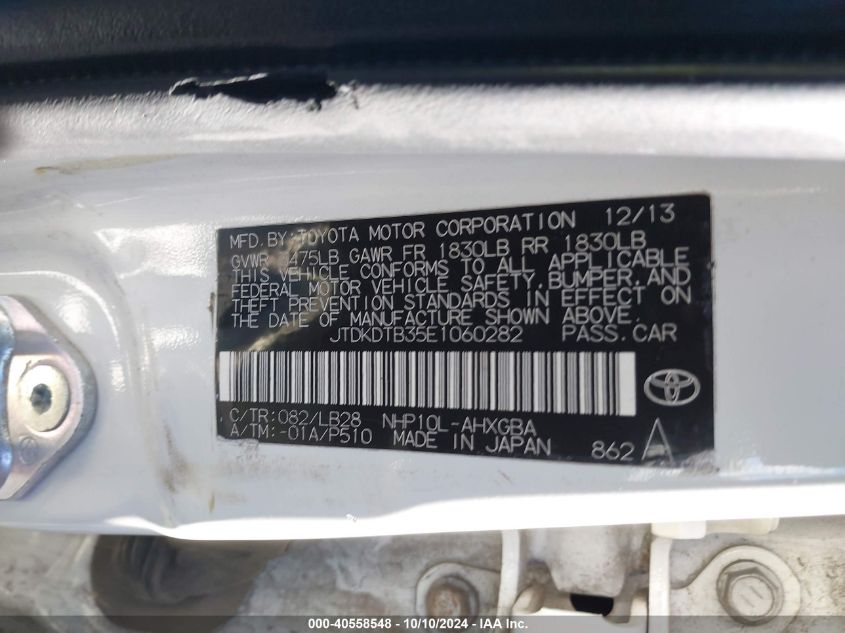 MFD. BY: TOYOTA MOTOR CORPORATION 12/13
GVWR 3475LB GAWR FR 1830LB RR 1830LB
THIS VEHICLE CONFORMS TO ALL APPLICABLE
FEDERAL MOTOR VEHICLE SAFETY, BUMPER, AND
THEFT PREVENTION STANDARDS IN EFFECT ON
THE DATE OF MANUFACTURE SHOWN ABOVE.
JTDKDTB35E1060282 PASS. CAR
C/TR: 082/LB28 NHP10L-AHXGBA
A/TM: -01A/P510 MADE IN JAPAN 862 A
000-40558548 - 10/10/2024 - IAA Inc.